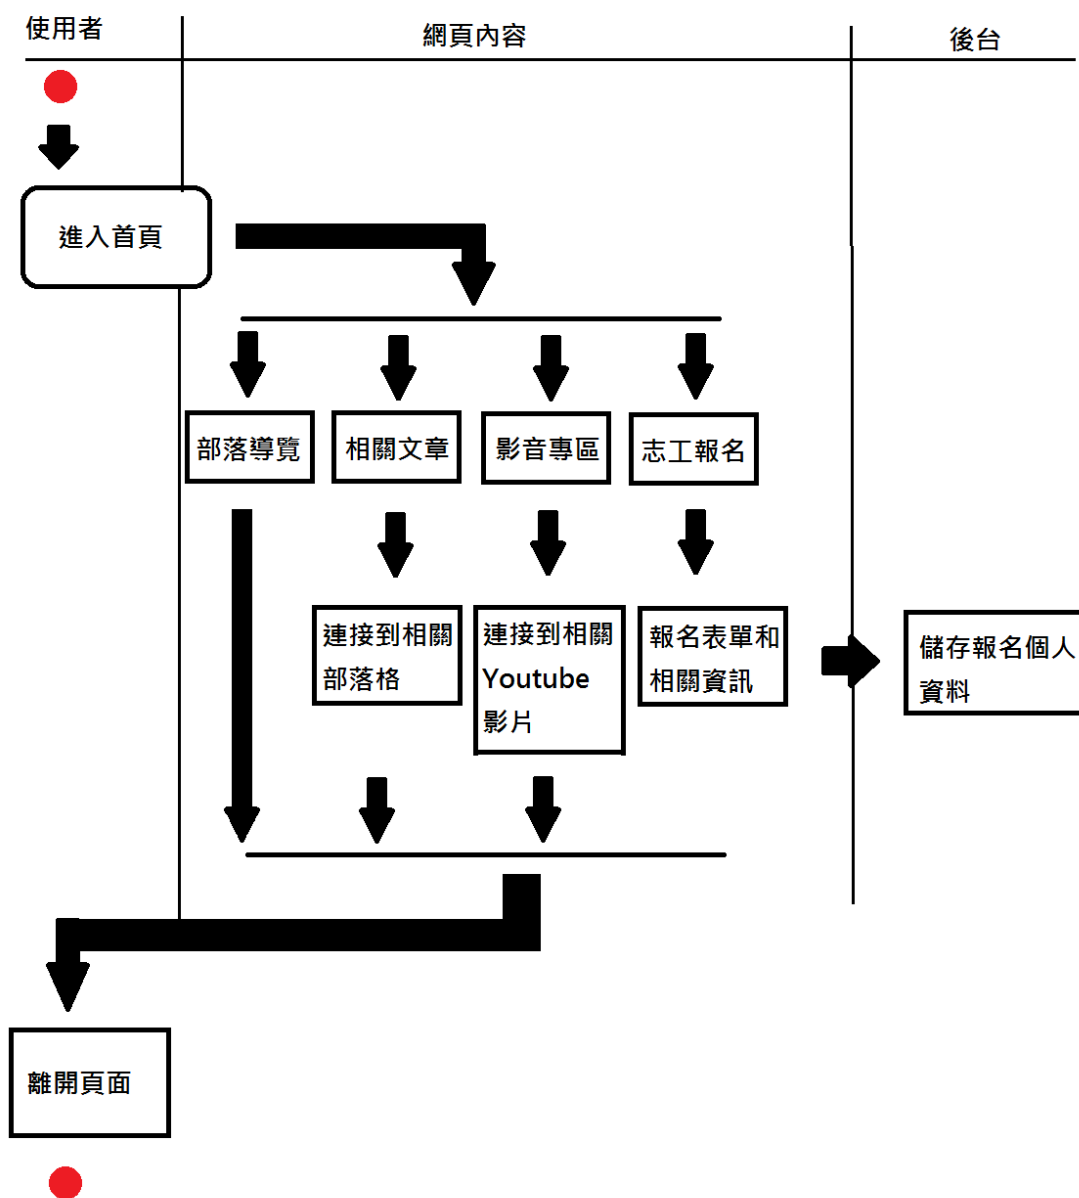 使用者
網頁內容
後台
進入首頁
部落導覽
相關文章
影音專區
志工報名
連接到相關
部落格
連接到相關
Youtube
影片
報名表單和
相關資訊
儲存報名個人
資料
離開頁面